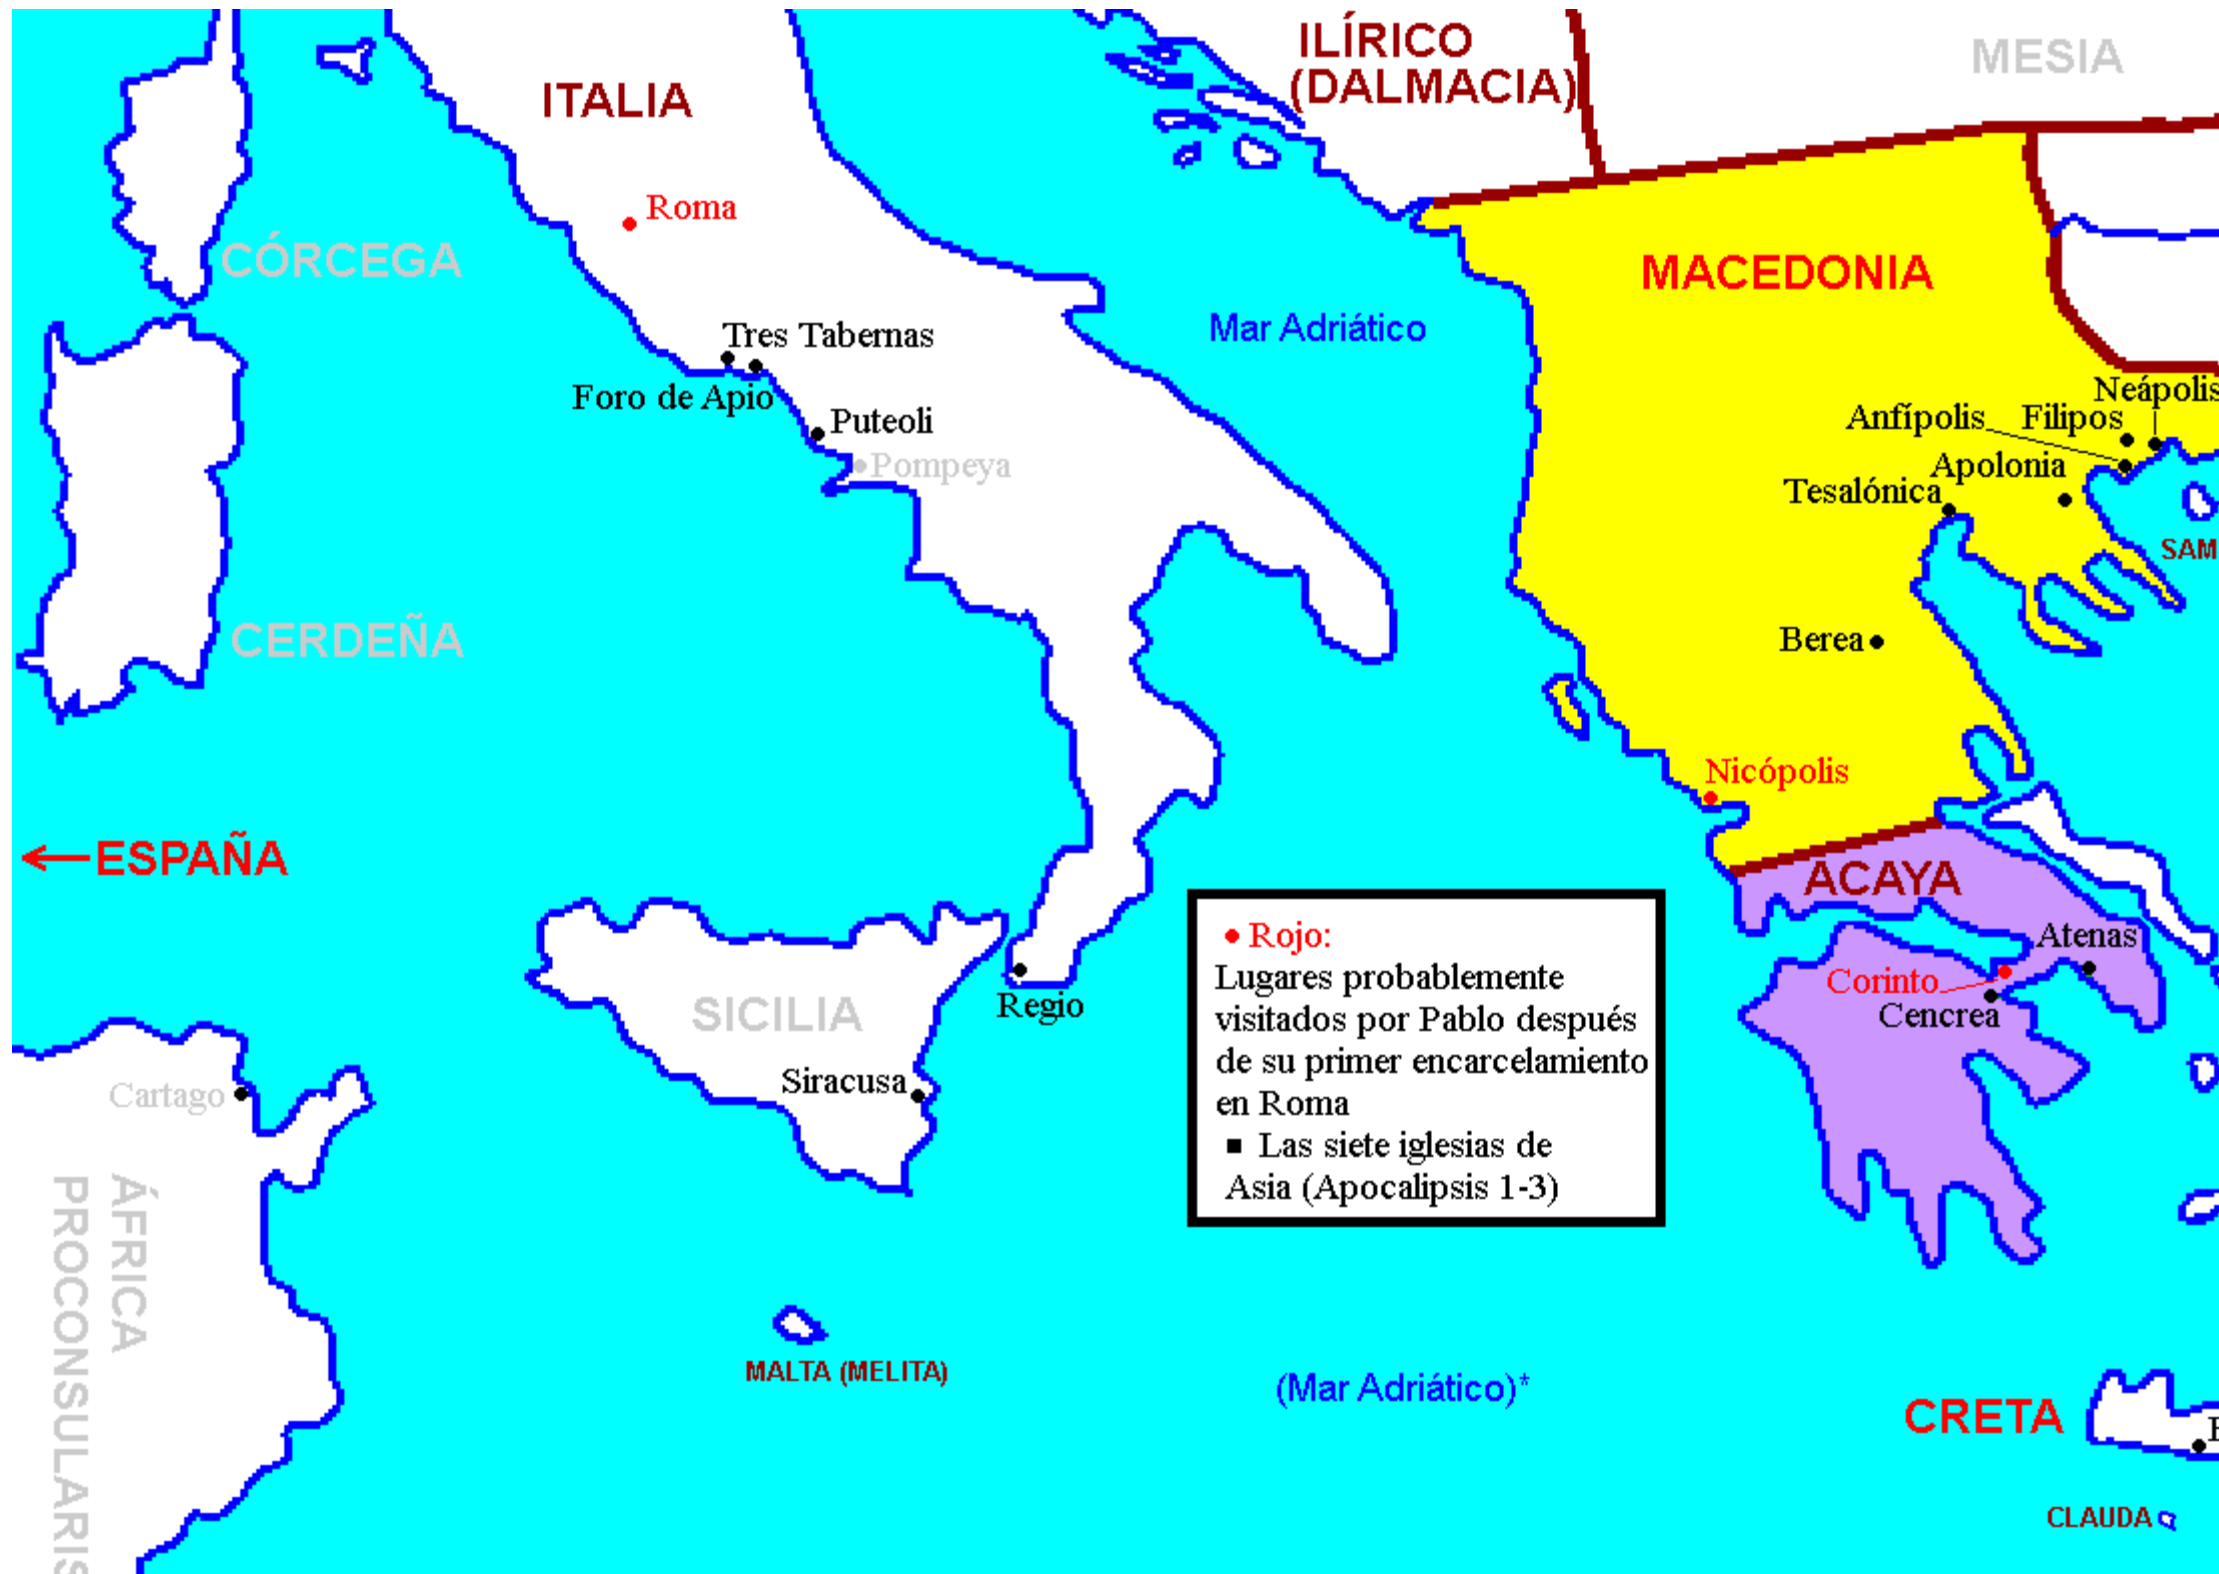 ILÍRICO
(DALMACIA)
MESIA
ITALIA
Roma
CÓRCEGA
MACEDONIA
Mar Adriático
Tres Tabernas
Foro de Apio
Neápolis
Anfípolis
Filipos
Puteoli
Pompeya
Apolonia
Tesalónica
SAM
CERDEÑA
Berea
Nicópolis
ESPAÑA
ACAYA
Atenas
Corinto
Cencrea
SICILIA
Regio
Siracusa
Cartago
ÁFRICA
PROCONSULARIS
• Rojo:
Lugares probablemente
visitados por Pablo después
de su primer encarcelamiento
en Roma
■ Las siete iglesias de
Asia (Apocalipsis 1-3)
MALTA (MELITA)
(Mar Adriático)*
CRETA
CLAUDA